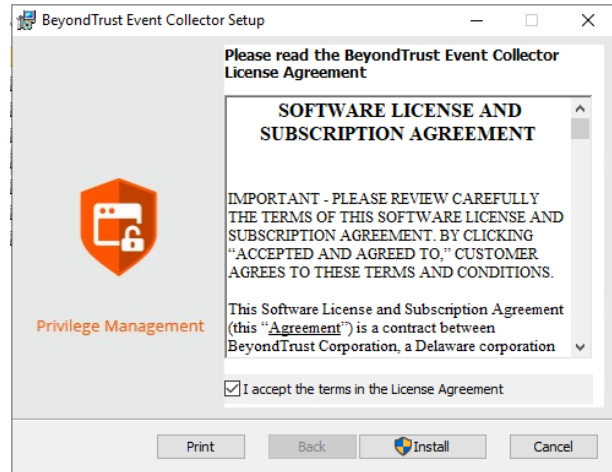 BeyondTrust Event Collector Setup
Please read the BeyondTrust Event Collector
License Agreement
SOFTWARE LICENSE AND
SUBSCRIPTION AGREEMENT
IMPORTANT - PLEASE REVIEW CAREFULLY
THE TERMS OF THIS SOFTWARE LICENSE AND
SUBSCRIPTION AGREEMENT. BY CLICKING
“ACCEPTED AND AGREED TO,” CUSTOMER
AGREES TO THESE TERMS AND CONDITIONS.
This Software License and Subscription Agreement
(this “Agreement”) is a contract between
BeyondTrust Corporation, a Delaware corporation
Privilege Management
I accept the terms in the License Agreement
Print Back Install Cancel